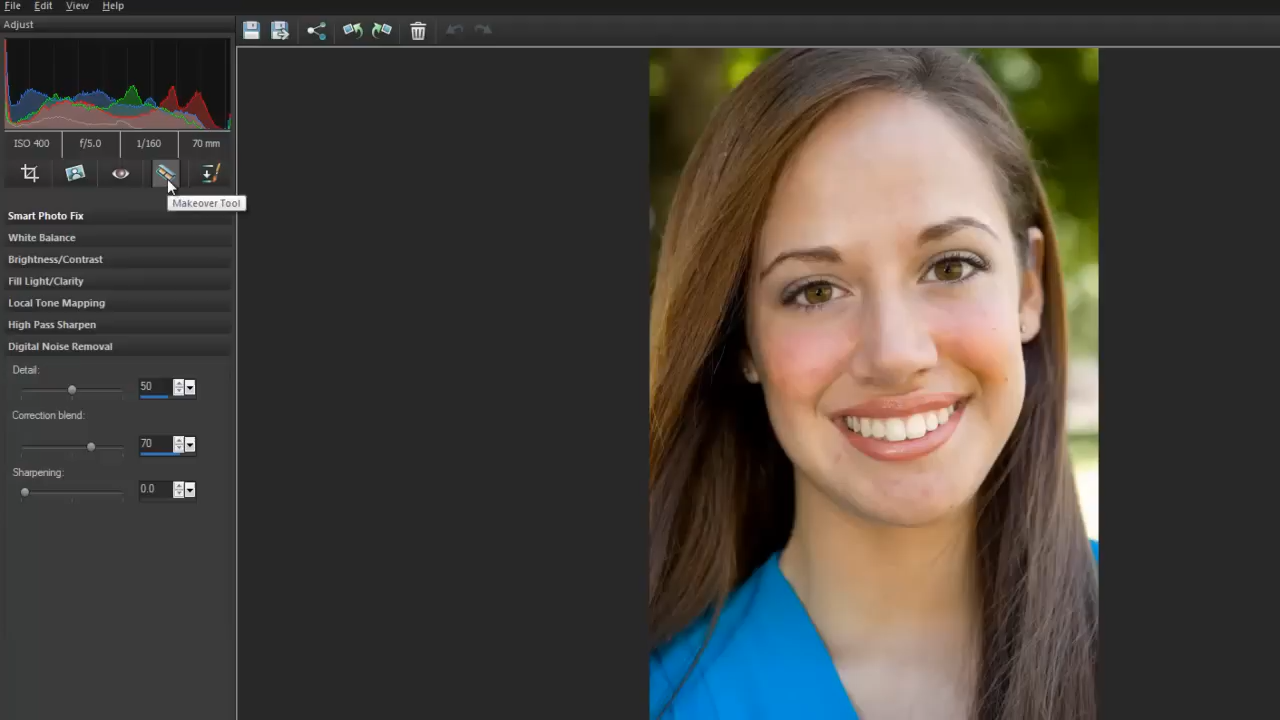 File Edit View Help
Adjust
ISO 400 f/5.0 1/160 70 mm
Makeover Tool
Smart Photo Fix
White Balance
Brightness/Contrast
Fill Light/Clarity
Local Tone Mapping
High Pass Sharpen
Digital Noise Removal
Detail:
50
Correction blend:
70
Sharpening:
0.0